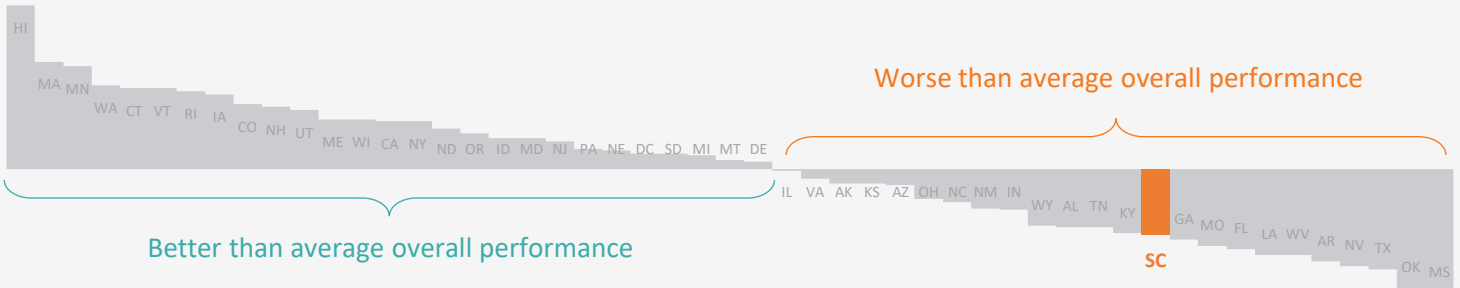 HI
MA MN
WA CT VT RI IA
CO NH UT
ME WI CA NY
ND OR ID MD NJ PA NE DC SD MI MT DE
Worse than average overall performance
IL VA AK KS AZ OH NC NM IN
WY AL TN KY
SC
GA MO FL LA WV AR NV TX
OK MS
Better than average overall performance